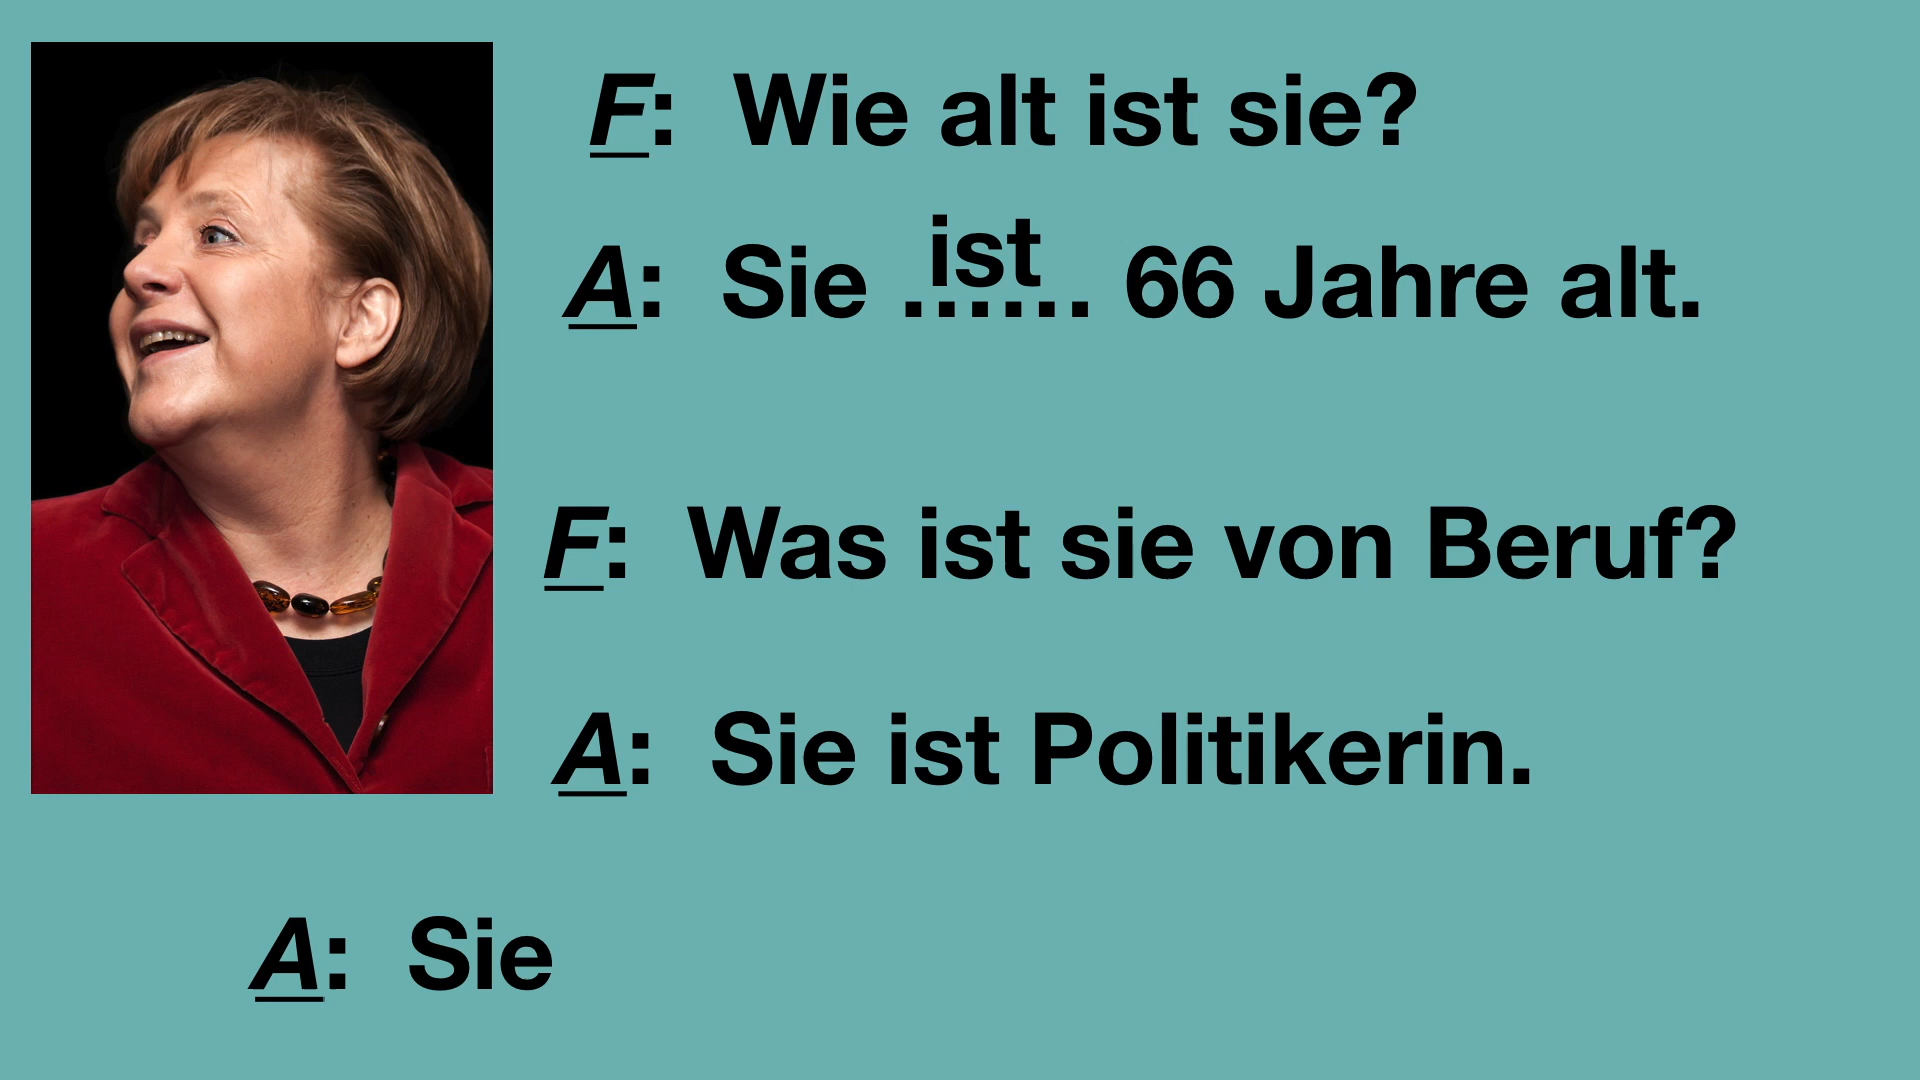 F: Wie alt ist sie?
A: Sie ...ist... 66 Jahre alt.
F: Was ist sie von Beruf?
A: Sie ist Politikerin.
A: Sie